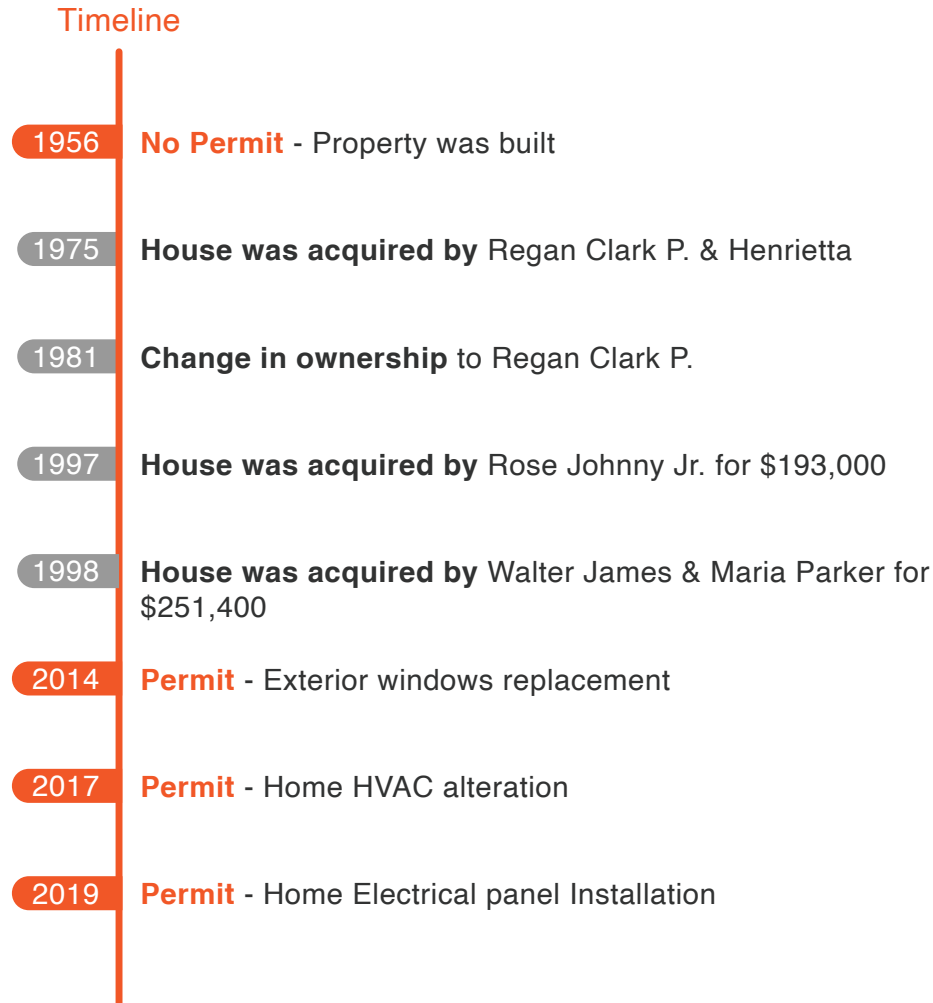 Timeline
1956 No Permit - Property was built
1975 House was acquired by Regan Clark P. & Henrietta
1981 Change in ownership to Regan Clark P.
1997 House was acquired by Rose Johnny Jr. for $193,000
1998 House was acquired by Walter James & Maria Parker for
$251,400
2014 Permit - Exterior windows replacement
2017 Permit - Home HVAC alteration
2019 Permit - Home Electrical panel Installation